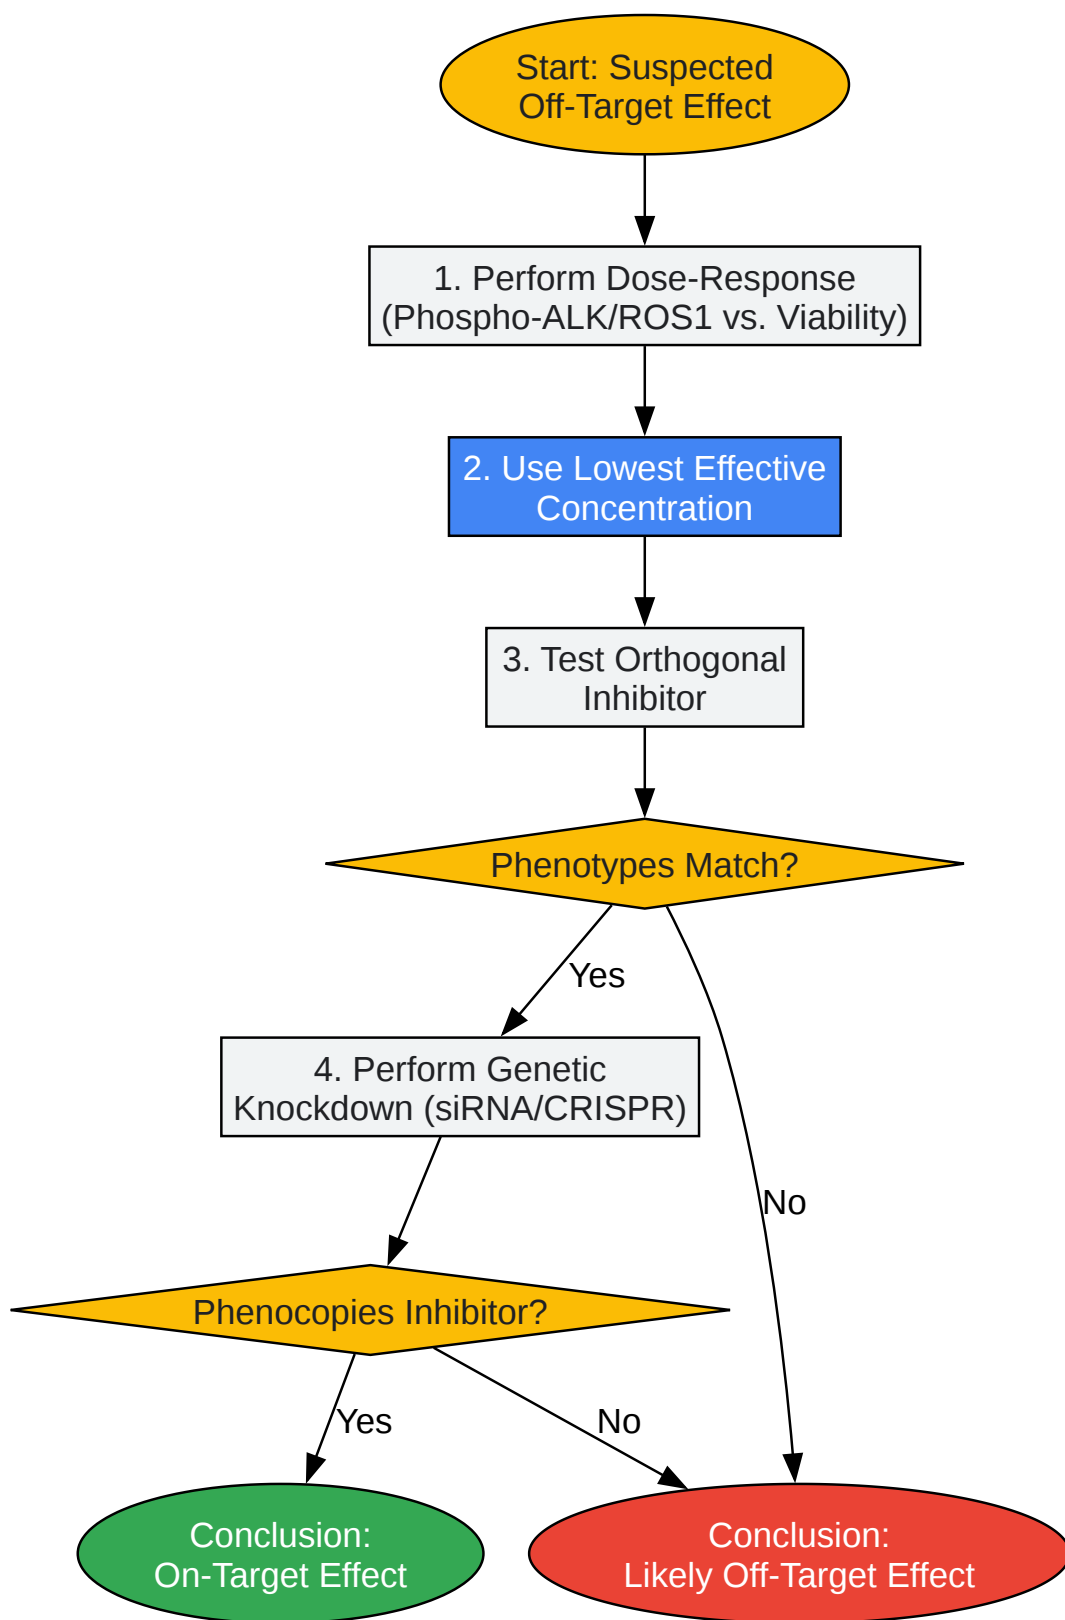 Start: Suspected
Off-Target Effect
1. Perform Dose-Response
(Phospho-ALK/ROS1 vs. Viability)
2. Use Lowest Effective
Concentration
3. Test Orthogonal
Inhibitor
Phenotypes Match?
Yes
4. Perform Genetic
Knockdown (siRNA/CRISPR)
No
Phenocopies Inhibitor?
Yes
No
Conclusion:
On-Target Effect
Conclusion:
Likely Off-Target Effect